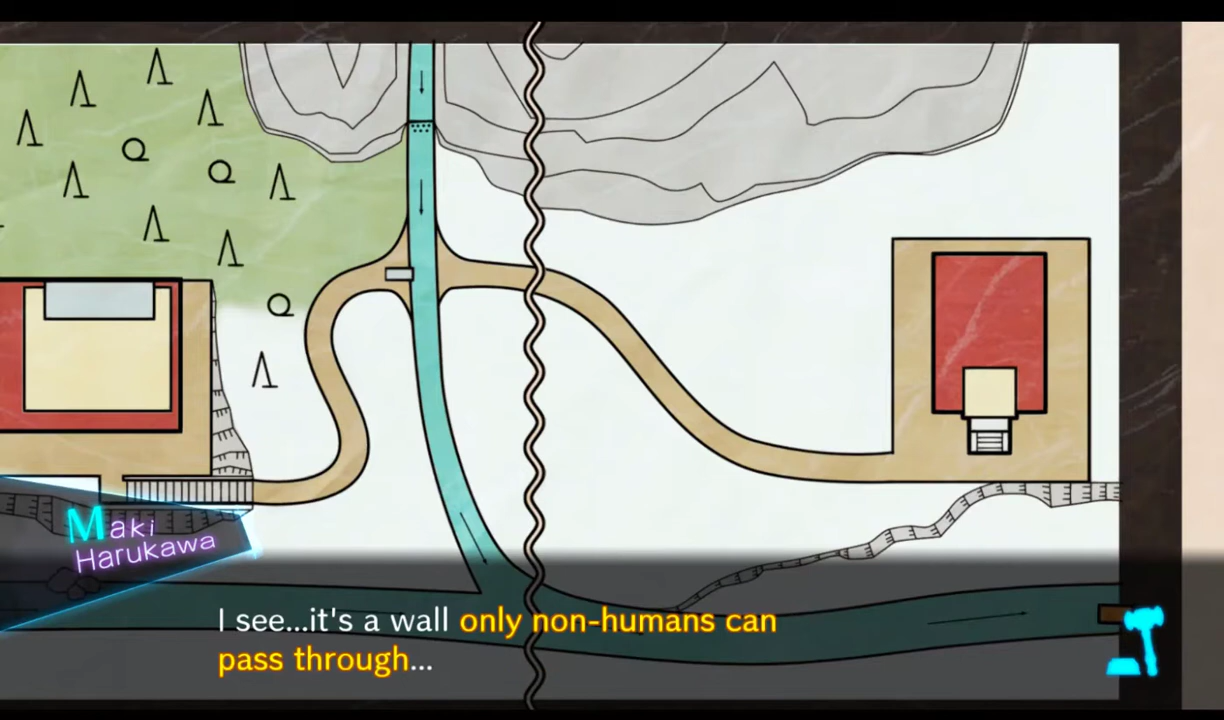 Maki
Harukawa
I see...it's a wall only non-humans can
pass through...